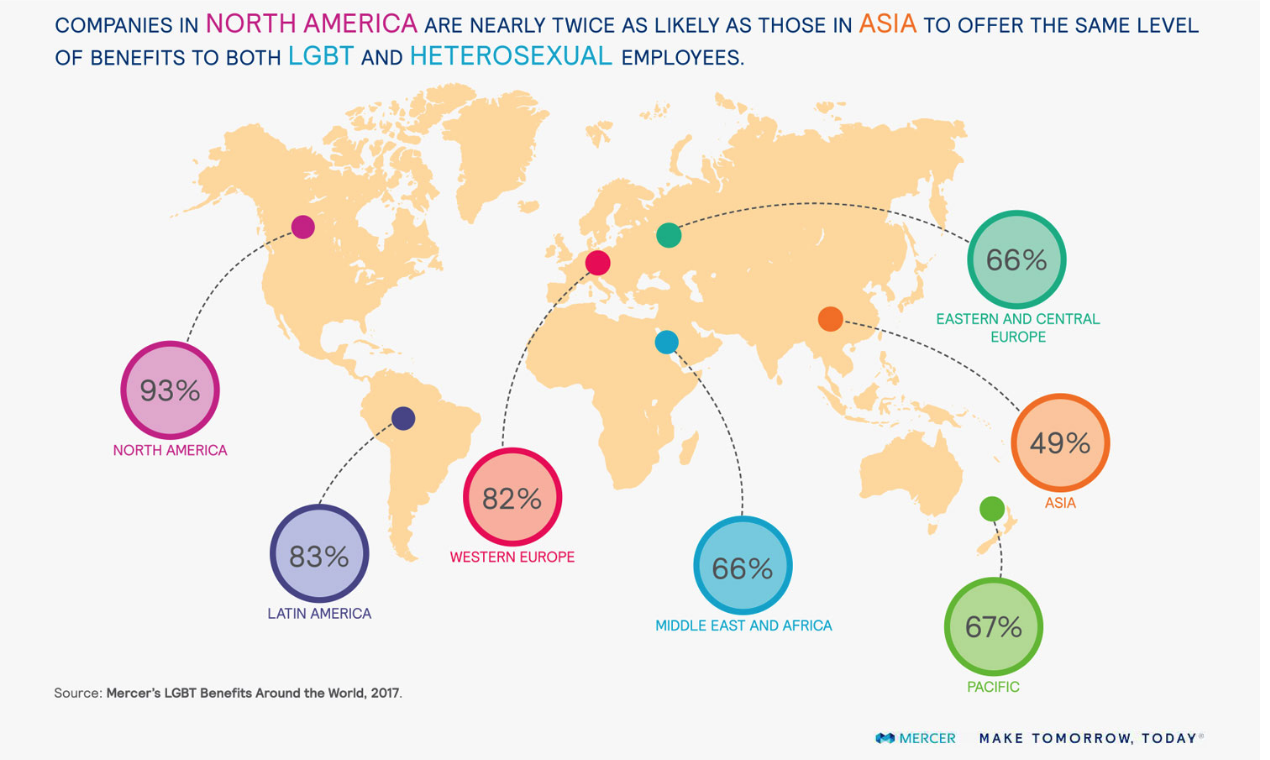 COMPANIES IN NORTH AMERICA ARE NEARLY TWICE AS LIKELY AS THOSE IN ASIA TO OFFER THE SAME LEVEL
OF BENEFITS TO BOTH LGBT AND HETEROSEXUAL EMPLOYEES.
66%
EASTERN AND CENTRAL
EUROPE
93%
NORTH AMERICA
49%
ASIA
82%
WESTERN EUROPE
83%
LATIN AMERICA
66%
MIDDLE EAST AND AFRICA
67%
PACIFIC
Source: Mercer's LGBT Benefits Around the World, 2017.
MERCER MAKE TOMORROW, TODAY®